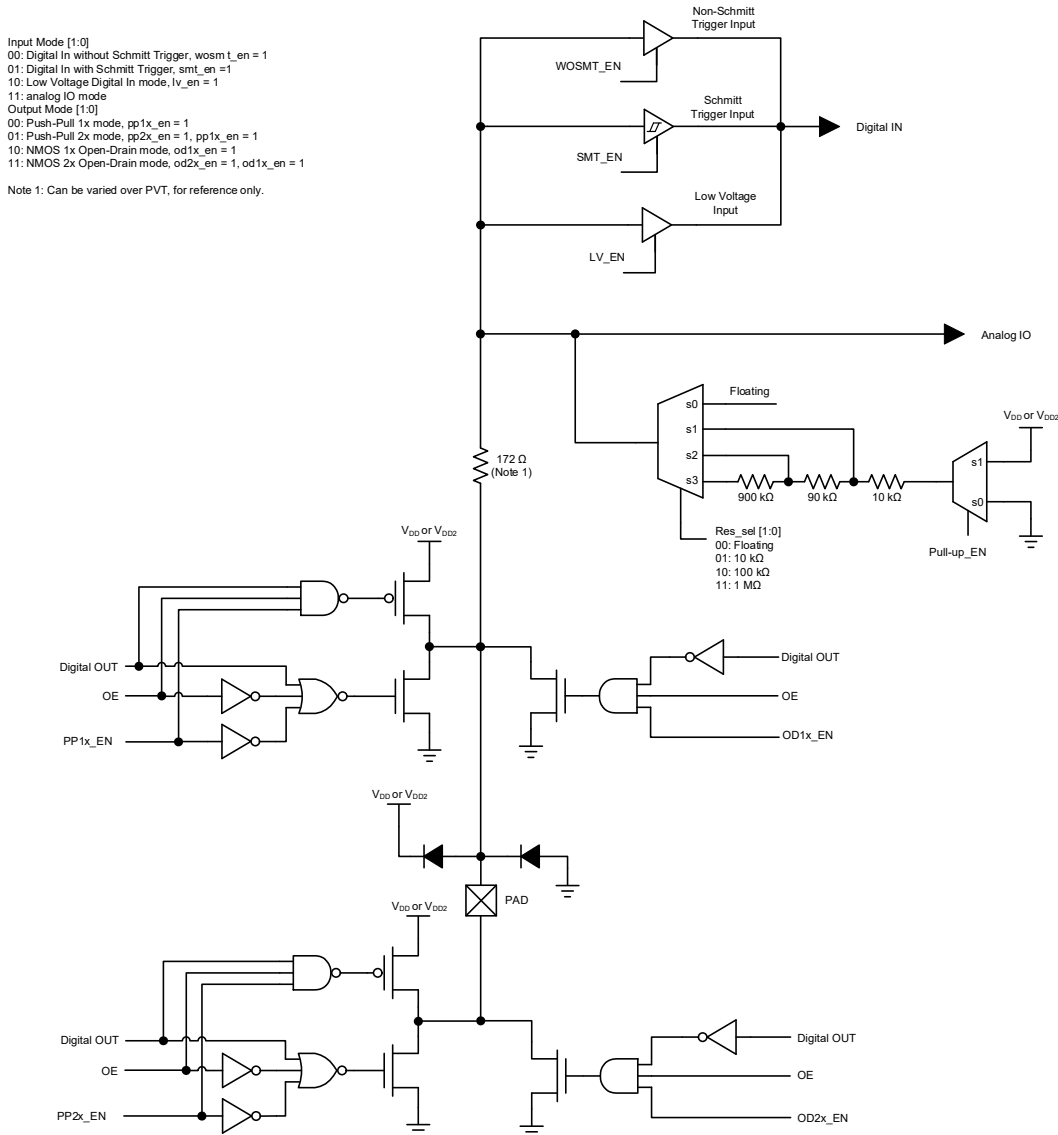 Input Mode [1:0]
00: Digital In without Schmitt Trigger, wosm t_en = 1
01: Digital In with Schmitt Trigger, smt_en =1
10: Low Voltage Digital In mode, lv_en = 1
11: analog IO mode
Output Mode [1:0]
00: Push-Pull 1x mode, pp1x_en = 1
01: Push-Pull 2x mode, pp2x_en = 1, pp1x_en = 1
10: NMOS 1x Open-Drain mode, od1x_en = 1
11: NMOS 2x Open-Drain mode, od2x_en = 1, od1x_en = 1
Note 1: Can be varied over PVT, for reference only.
Non-Schmitt
Trigger Input
WOSMT_EN
Schmitt
Trigger Input
SMT_EN
Digital IN
Low Voltage
Input
LV_EN
Analog IO
Floating
s0
s1
s2
s3
900 kΩ
90 kΩ
10 kΩ
VDD or VDD2
s1
s0
Pull-up_EN
Res_sel [1:0]
00: Floating
01: 10 kΩ
10: 100 kΩ
11: 1 MΩ
172 Ω
(Note 1)
VDD or VDD2
Digital OUT
OE
PP1x_EN
Digital OUT
OE
OD1x_EN
VDD or VDD2
PAD
VDD or VDD2
Digital OUT
OE
PP2x_EN
Digital OUT
OE
OD2x_EN